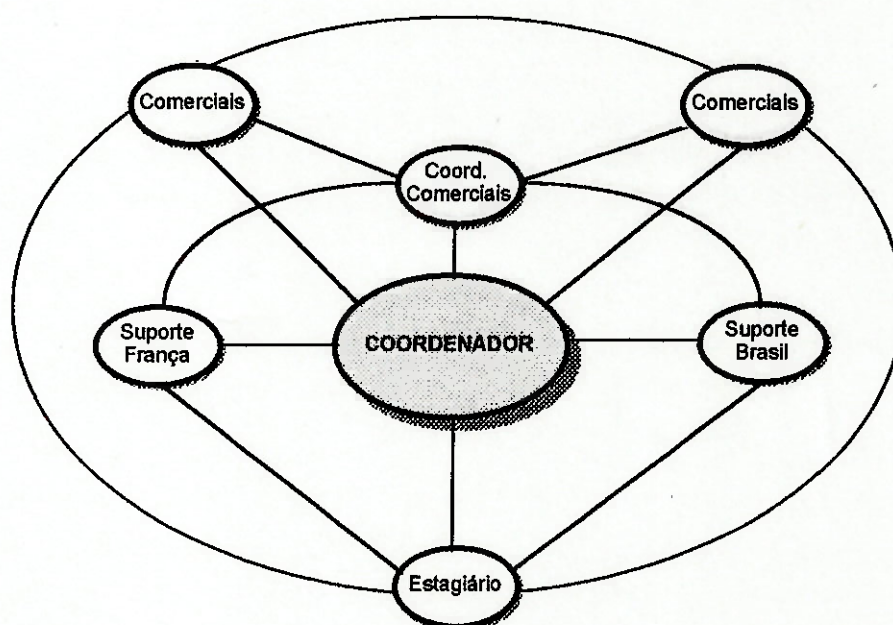 Comerciais
Comerciais
Coord.
Comerciais
Suporte
França
COORDENADOR
Suporte
Brasil
Estagiário